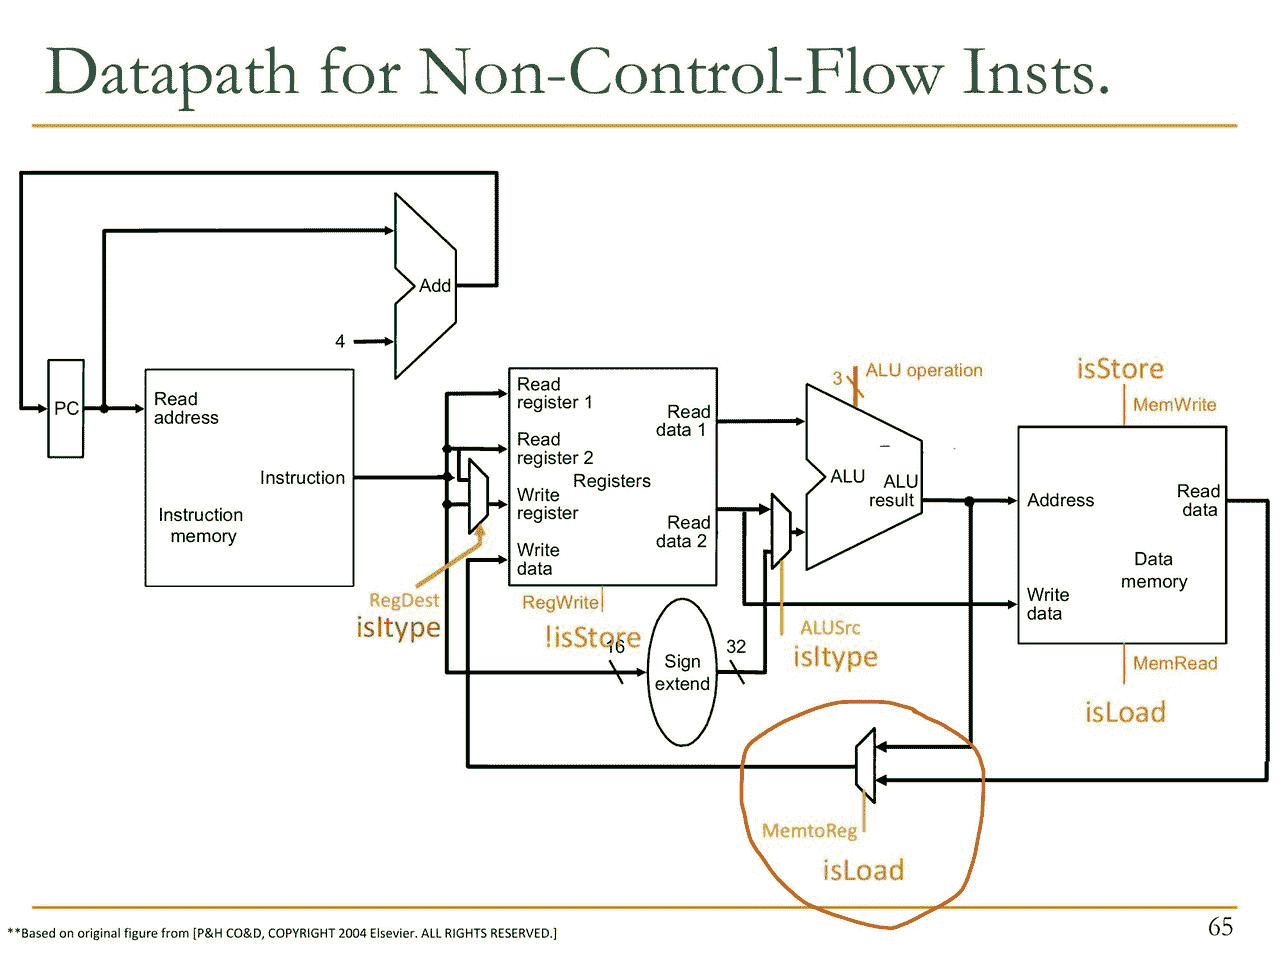 Datapath for Non-Control-Flow Insts.
Add
4
PC
Read
address
Instruction
Instruction
memory
Read
register 1
Read
register 2
Registers
Write
register
Write
data
Read
data 1
Read
data 2
RegDest
isItype
RegWrite
!isStore
16
Sign
extend
32
3
ALU operation
ALU
ALU
result
ALUSrc
isItype
isStore
MemWrite
Address
Read
data
Data
memory
Write
data
MemRead
isLoad
MemtoReg
isLoad
**Based on original figure from [P&H CO&D, COPYRIGHT 2004 Elsevier. ALL RIGHTS RESERVED.]
65